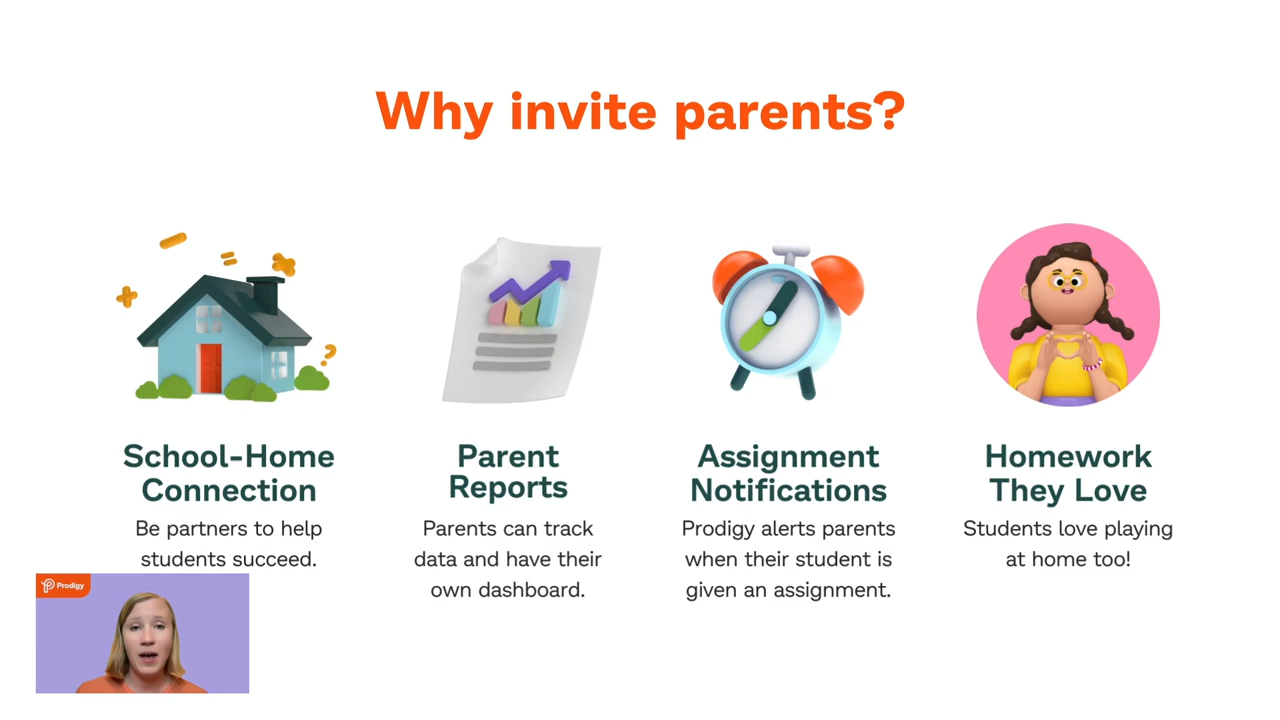 Why invite parents?
School-Home
Connection
Be partners to help
students succeed.
Parent
Reports
Parents can track
data and have their
own dashboard.
Assignment
Notifications
Prodigy alerts parents
when their student is
given an assignment.
Homework
They Love
Students love playing
at home too!
Prodigy